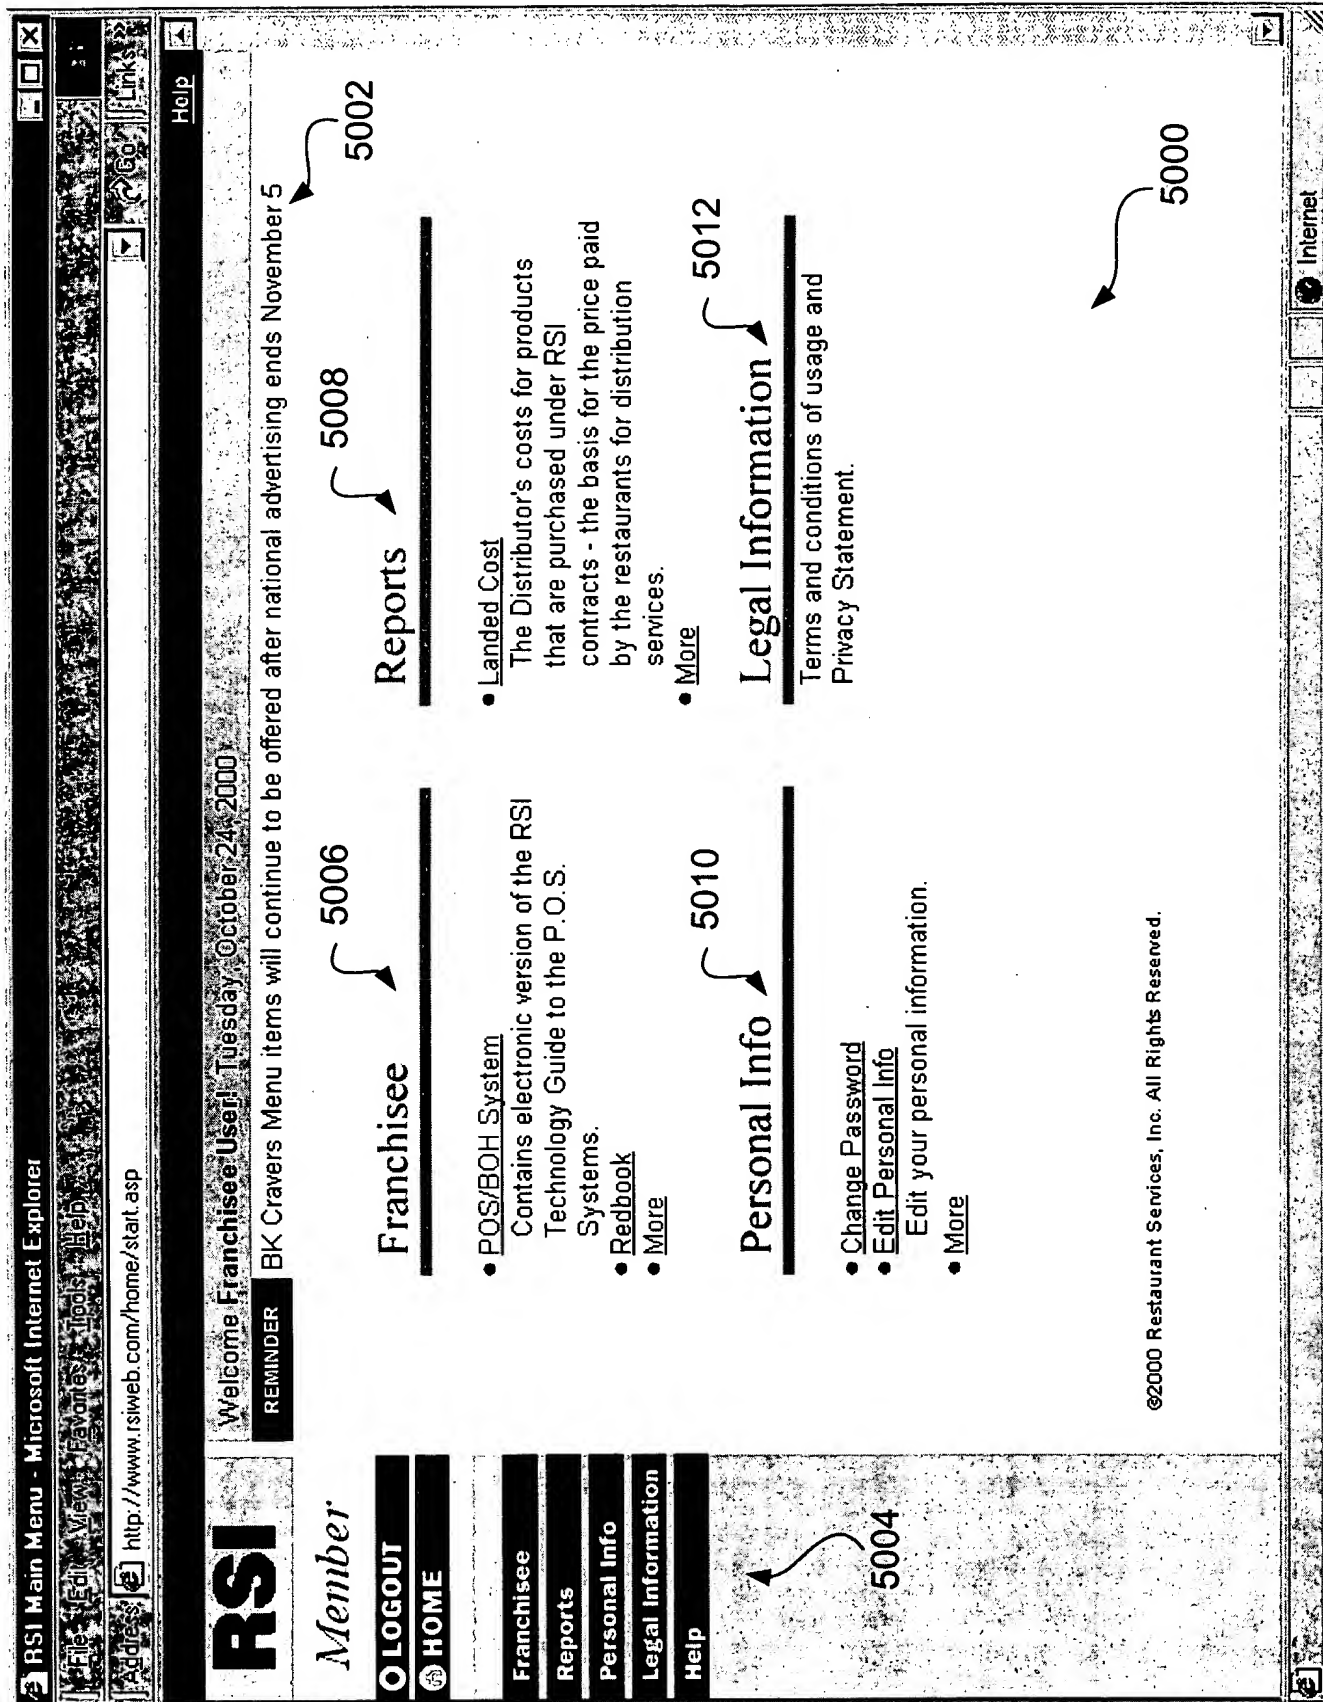 RSI Main Menu - Microsoft Internet Explorer
File Edit View Favorites Tools Help
Address http://www.rsiweb.com/home/start.asp Go Links »
Help
RSI
Welcome Franchisee User! Tuesday, October 24, 2000
REMINDER BK Cravers Menu items will continue to be offered after national advertising ends November 5
5002
Member
LOGOUT
HOME
Franchisee
Reports
Personal Info
Legal Information
Help
5004
5006
Franchisee
• POS/BOH System
Contains electronic version of the RSI
Technology Guide to the P.O.S.
Systems.
• Redbook
• More
5008
Reports
• Landed Cost
The Distributor's costs for products
that are purchased under RSI
contracts - the basis for the price paid
by the restaurants for distribution
services.
• More
5010
Personal Info
• Change Password
• Edit Personal Info
Edit your personal information.
• More
5012
Legal Information
Terms and conditions of usage and
Privacy Statement.
5000
©2000 Restaurant Services, Inc. All Rights Reserved.
Internet